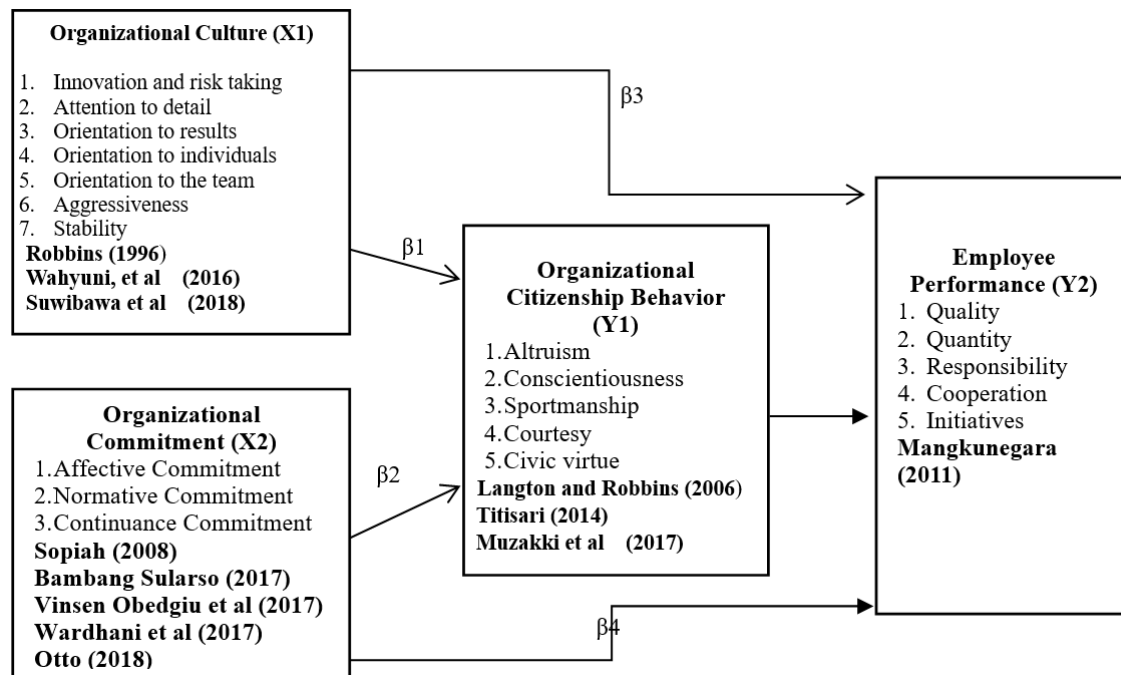 Organizational Culture (X1)
1. Innovation and risk taking
2. Attention to detail
3. Orientation to results
4. Orientation to individuals
5. Orientation to the team
6. Aggressiveness
7. Stability
Robbins (1996)
Wahyuni, et al (2016)
Suwibawa et al (2018)
Organizational
Commitment (X2)
1.Affective Commitment
2.Normative Commitment
3.Continuance Commitment
Sopiah (2008)
Bambang Sularso (2017)
Vinsen Obedgiu et al (2017)
Wardhani et al (2017)
Otto (2018)
β1
β2
β3
β4
Organizational
Citizenship Behavior
(Y1)
1.Altruism
2.Conscientiousness
3.Sportmanship
4.Courtesy
5.Civic virtue
Langton and Robbins (2006)
Titisari (2014)
Muzakki et al (2017)
Employee
Performance (Y2)
1. Quality
2. Quantity
3. Responsibility
4. Cooperation
5. Initiatives
Mangkunegara
(2011)